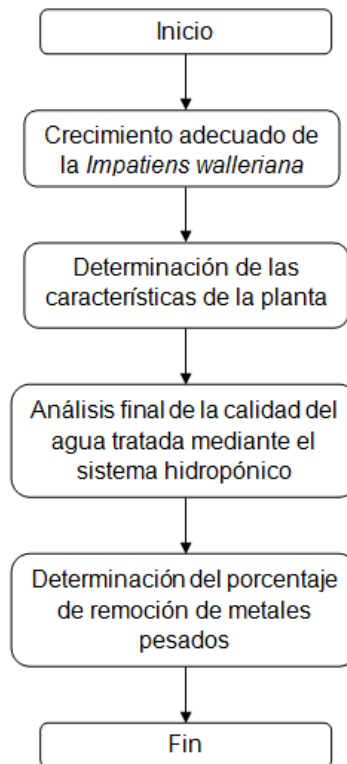 Inicio
Crecimiento adecuado de
la Impatiens walleriana
Determinación de las
características de la planta
Análisis final de la calidad del
agua tratada mediante el
sistema hidropónico
Determinación del porcentaje
de remoción de metales
pesados
Fin